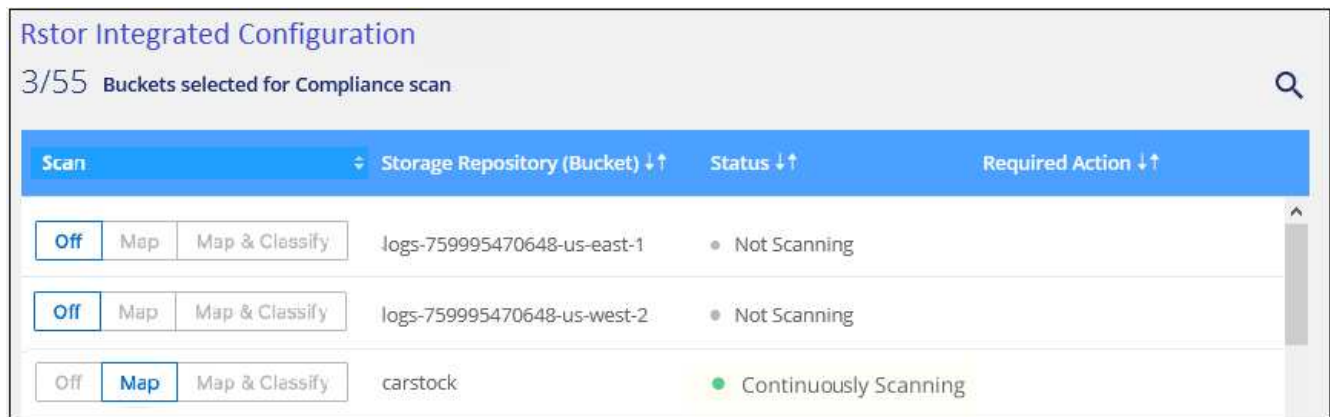 Rstor Integrated Configuration
3/55 Buckets selected for Compliance scan
Scan Storage Repository (Bucket) ↓↑ Status ↓↑ Required Action ↓↑
Off Map Map & Classify logs-759995470648-us-east-1 Not Scanning
Off Map Map & Classify logs-759995470648-us-west-2 Not Scanning
Off Map Map & Classify carstock Continuously Scanning